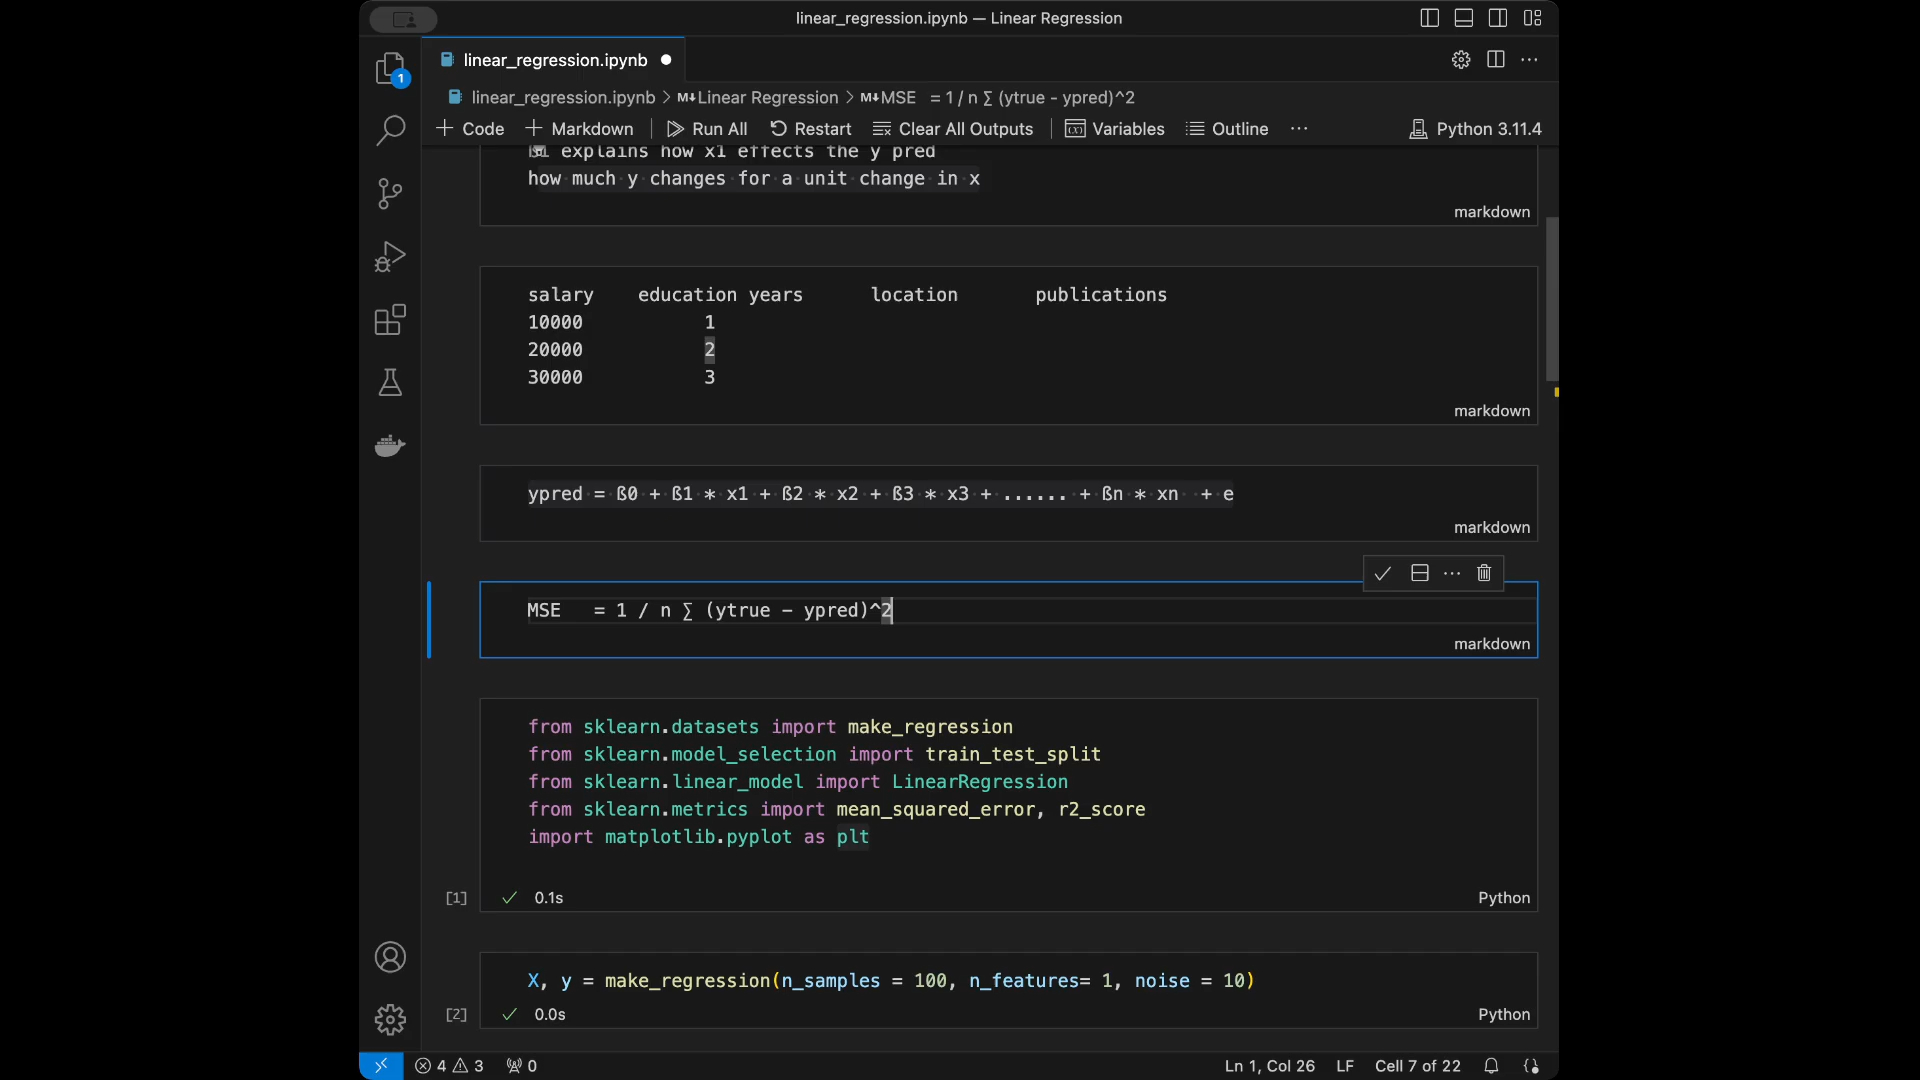 linear_regression.ipynb — Linear Regression
1
linear_regression.ipynb
linear_regression.ipynb > M↓Linear Regression > M↓MSE = 1 / n ∑ (ytrue - ypred)^2
+ Code + Markdown Run All Restart Clear All Outputs Variables Outline ··· Python 3.11.4
explains how x1 effects the y pred
how much y changes for a unit change in x
markdown
salary education years location publications
10000 1
20000 2
30000 3
markdown
ypred = ß0 + ß1 * x1 + ß2 * x2 + ß3 * x3 + ...... + ßn * xn + e
markdown
MSE = 1 / n ∑ (ytrue - ypred)^2
markdown
from sklearn.datasets import make_regression
from sklearn.model_selection import train_test_split
from sklearn.linear_model import LinearRegression
from sklearn.metrics import mean_squared_error, r2_score
import matplotlib.pyplot as plt
[1] 0.1s Python
X, y = make_regression(n_samples = 100, n_features= 1, noise = 10)
[2] 0.0s Python
4 3 0 Ln 1, Col 26 LF Cell 7 of 22